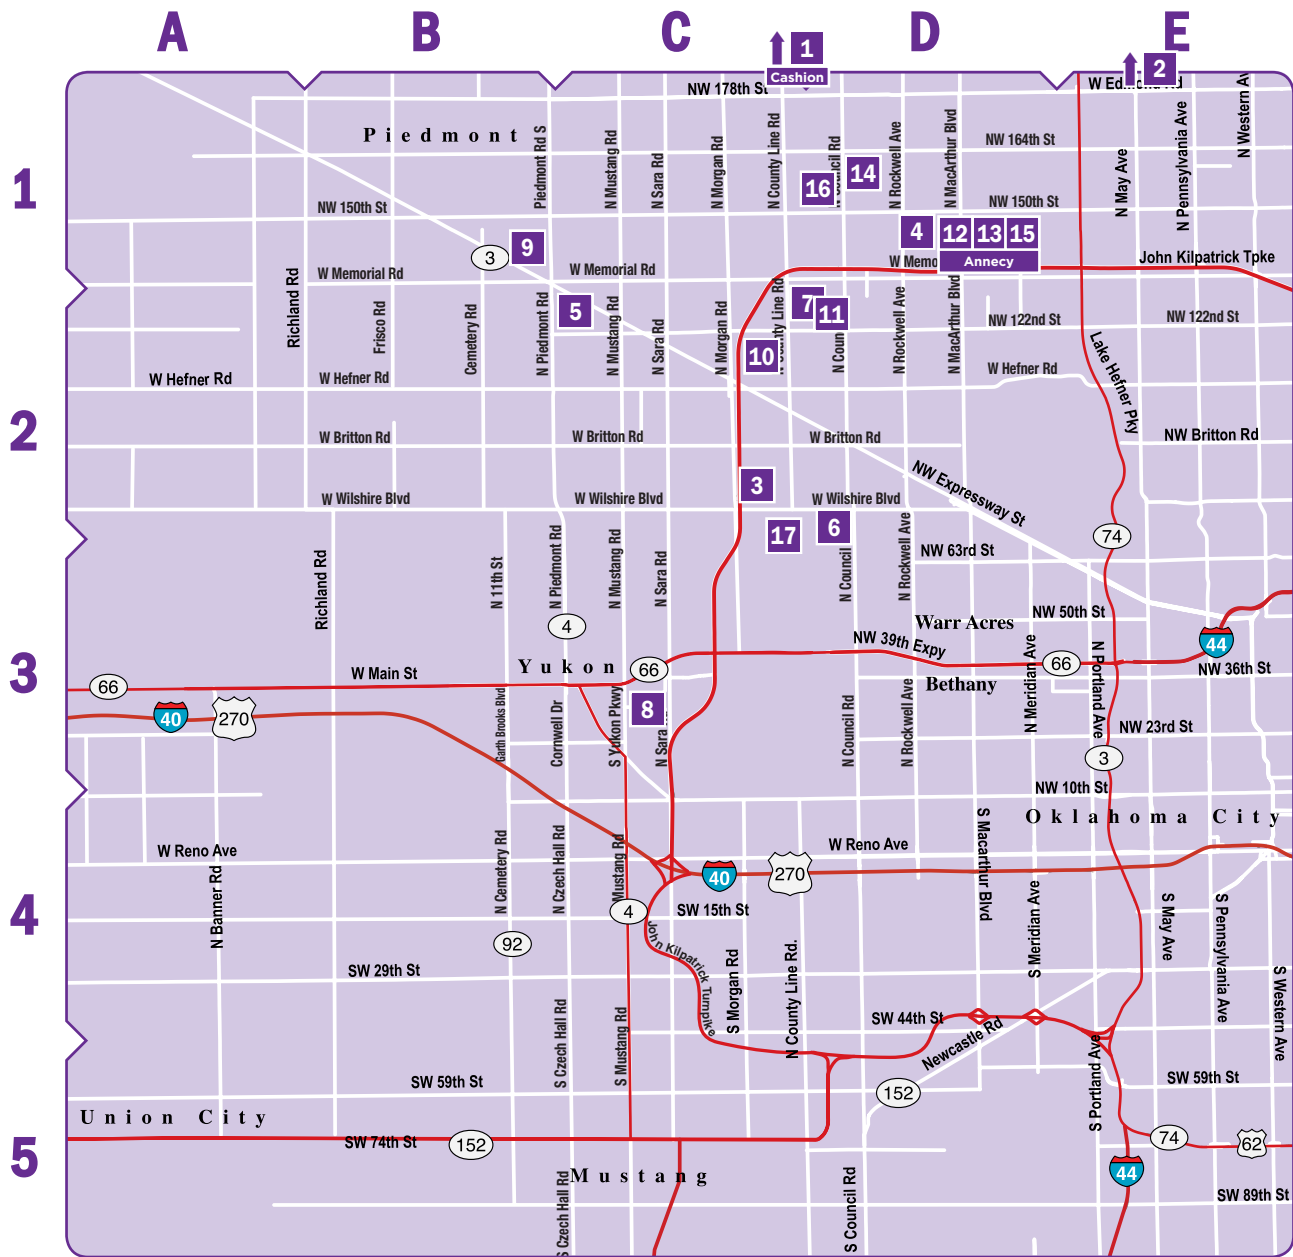 A
B
C
D
E
1
Cashion
2
W Edmond Rd
NW 178th St
Piedmont
Piedmont Rd S
N Mustang Rd
N Sara Rd
N Morgan Rd
N County Line Rd
N Council Rd
N Rockwell Ave
N MacArthur Blvd
NW 164th St
N May Ave
N Pennsylvania Ave
N Western Av
14
16
1
NW 150th St
NW 150th St
4
12
13
15
Annecy
9
3
W Memorial Rd
W Memorial Rd
W Memo
John Kilpatrick Tpke
Richland Rd
Frisco Rd
Cemetery Rd
N Piedmont Rd
5
N Mustang Rd
N Sara Rd
N Morgan Rd
County Line Rd
7
11
10
N Coun
N Rockwell Ave
N MacArthur Blvd
NW 122nd St
NW 122nd St
W Hefner Rd
W Hefner Rd
W Hefner Rd
Lake Hefner Pky
2
W Britton Rd
W Britton Rd
W Britton Rd
NW Britton Rd
NW Expressway St
3
W Wilshire Blvd
W Wilshire Blvd
W Wilshire Blvd
6
17
74
Richland Rd
N 11th St
N Piedmont Rd
N Mustang Rd
N Sara Rd
N Council
N Rockwell Ave
NW 63rd St
NW 50th St
4
Warr Acres
NW 39th Expy
44
3
Yukon
66
66
66
W Main St
NW 36th St
Bethany
N Meridian Ave
N Portland Ave
40
270
Garth Brooks Blvd
Cornwell Dr
S Yukon Pkwy
8
N Sara
N Council Rd
N Rockwell Ave
NW 23rd St
3
NW 10th St
Oklahoma City
W Reno Ave
W Reno Ave
N Banner Rd
N Cemetery Rd
N Czech Hall Rd
Mustang Rd
40
270
S Macarthur Blvd
S Meridian Ave
4
4
SW 15th St
S May Ave
S Pennsylvania Ave
S Western Ave
92
SW 29th St
John Kilpatrick Turnpike
S Morgan Rd
N County Line Rd.
SW 44th St
Newcastle Rd
S Czech Hall Rd
S Mustang Rd
S Portland Ave
SW 59th St
SW 59th St
152
Union City
5
SW 74th St
152
74
62
44
Mustang
S Czech Hall Rd
S Council Rd
SW 89th St